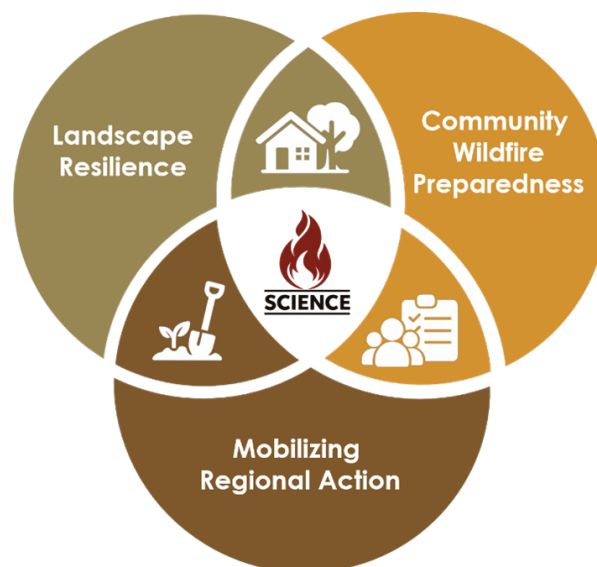 Landscape
Resilience
Community
Wildfire
Preparedness
SCIENCE
Mobilizing
Regional Action